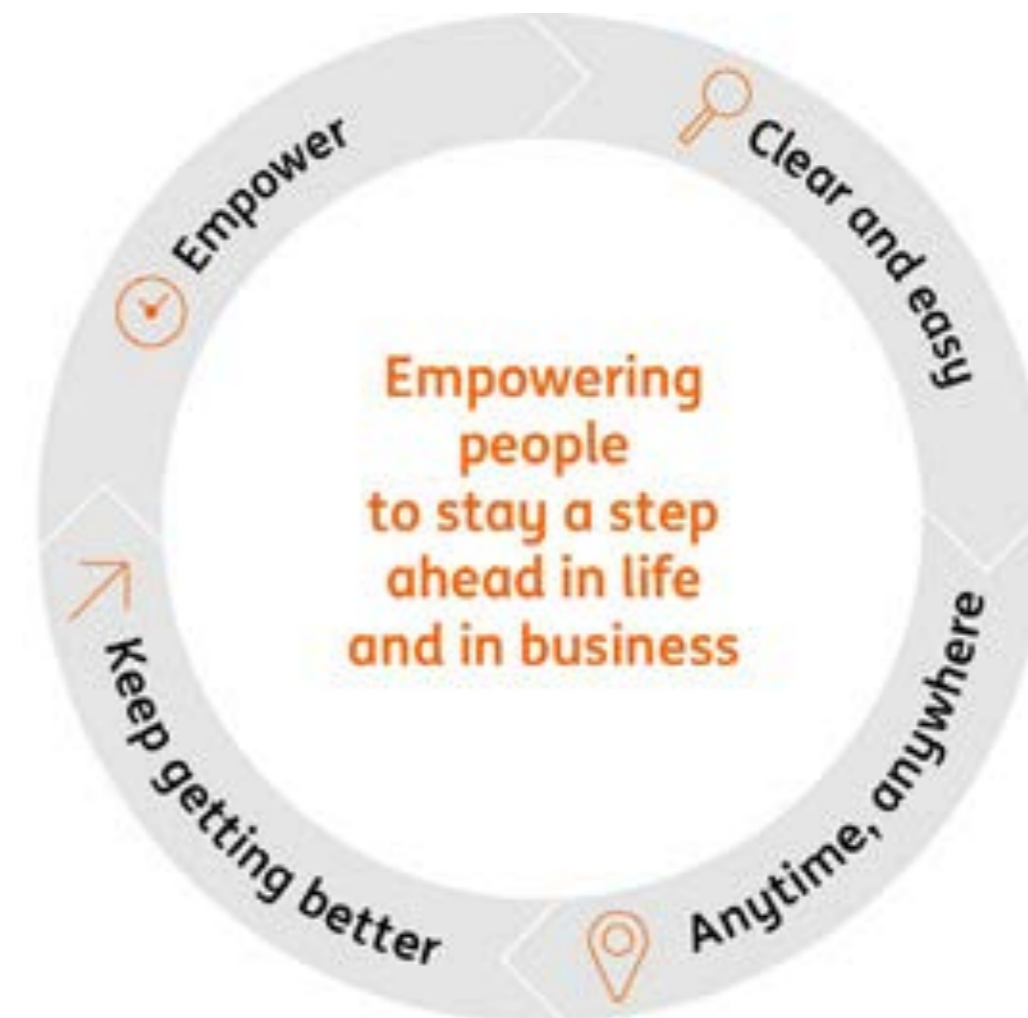 Empower
Clear and easy
Anytime, anywhere
Keep getting better
Empowering
people
to stay a step
ahead in life
and in business